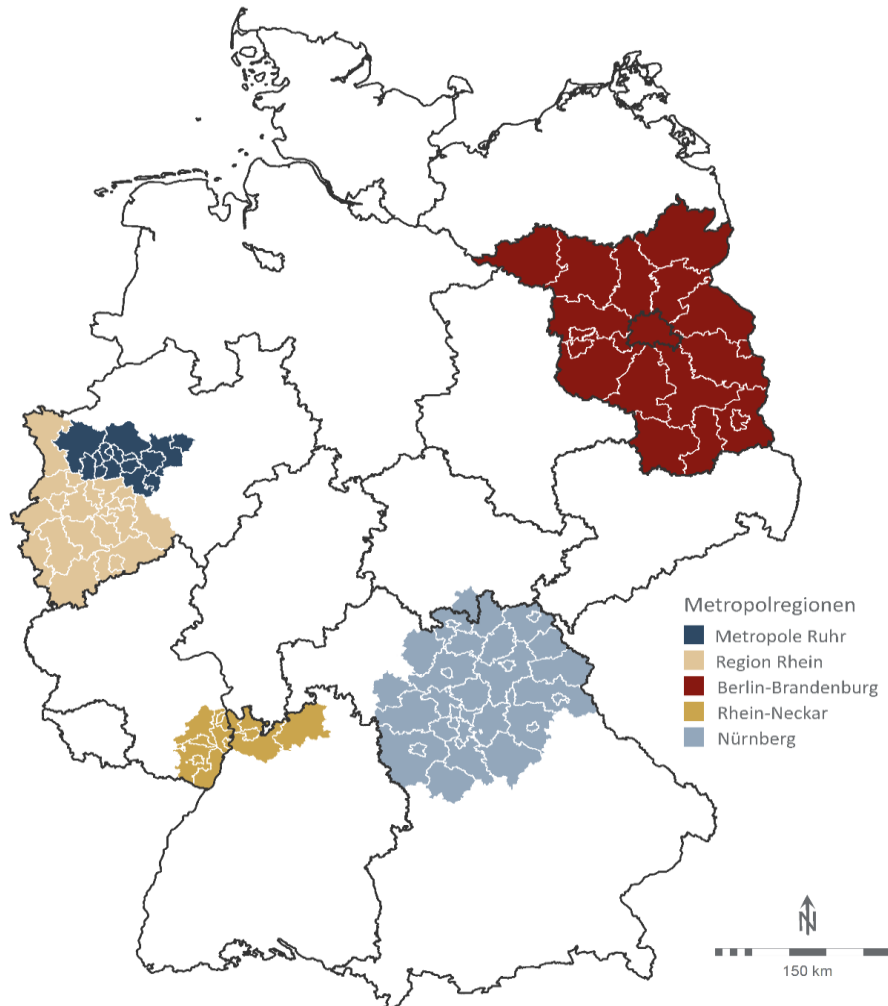 Metropolregionen
Metropole Ruhr
Region Rhein
Berlin-Brandenburg
Rhein-Neckar
Nürnberg
N
150 km